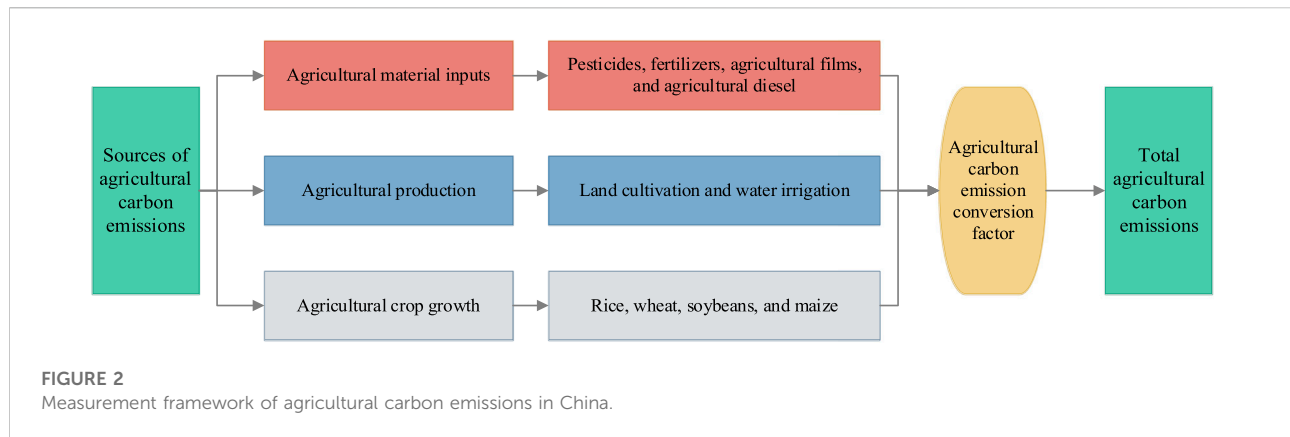 Sources of
agricultural
carbon
emissions
Agricultural material inputs
Pesticides, fertilizers, agricultural films,
and agricultural diesel
Agricultural production
Land cultivation and water irrigation
Agricultural crop growth
Rice, wheat, soybeans, and maize
Agricultural
carbon
emission
conversion
factor
Total
agricultural
carbon
emissions
FIGURE 2
Measurement framework of agricultural carbon emissions in China.